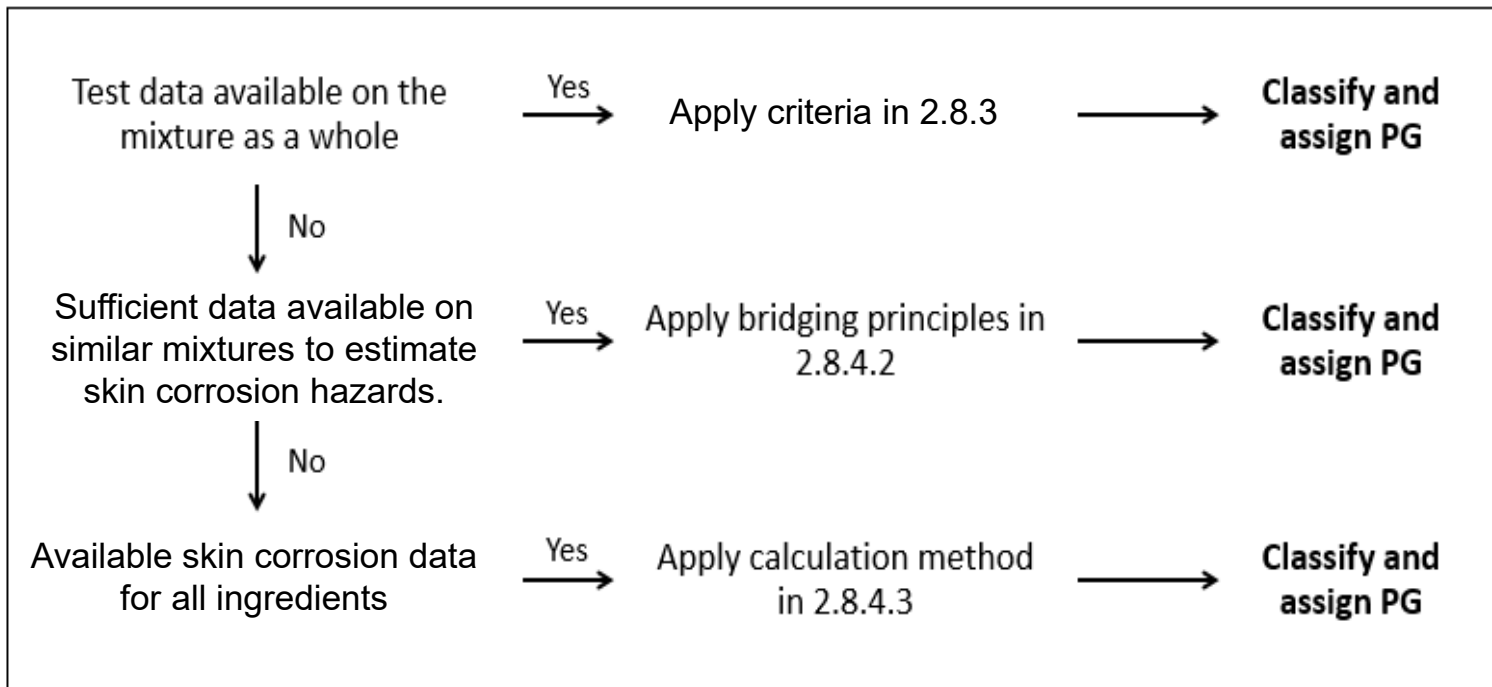 Test data available on the
mixture as a whole
Yes
Apply criteria in 2.8.3
Classify and
assign PG
No
Sufficient data available on
similar mixtures to estimate
skin corrosion hazards.
Yes
Apply bridging principles in
2.8.4.2
Classify and
assign PG
No
Available skin corrosion data
for all ingredients
Yes
Apply calculation method
in 2.8.4.3
Classify and
assign PG